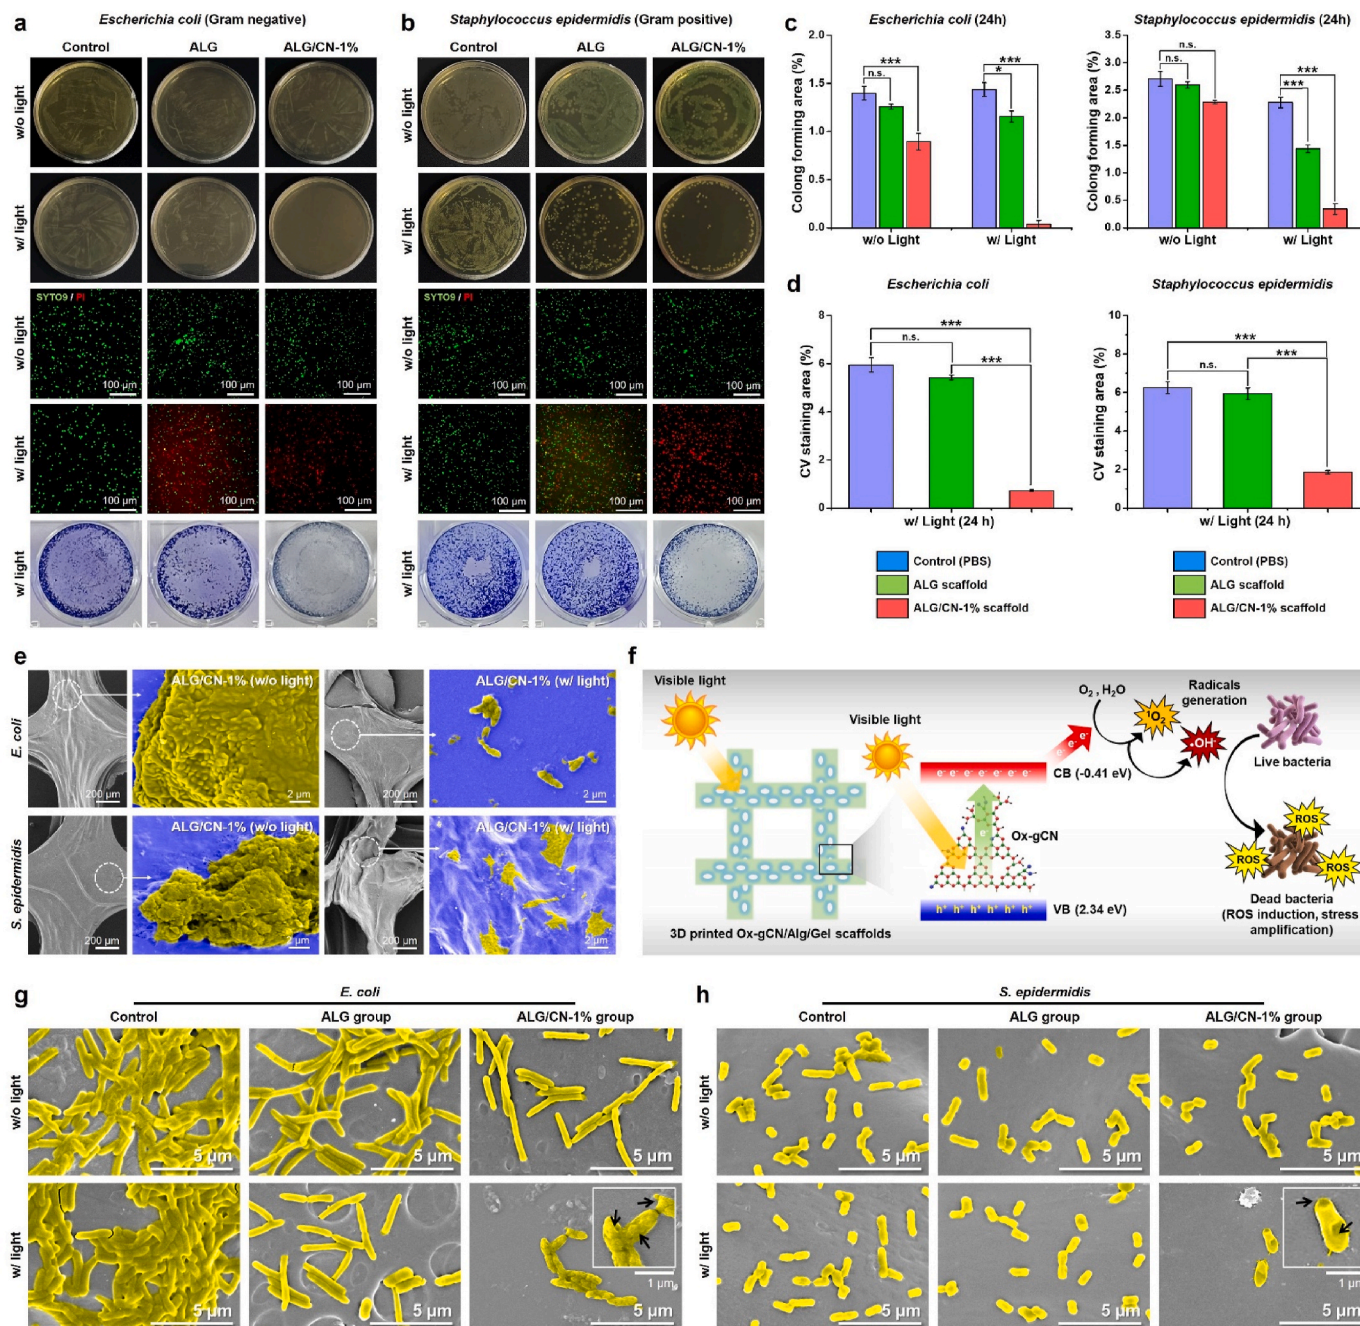 a
Escherichia coli (Gram negative)
Control
ALG
ALG/CN-1%
w/o light
w/ light
SYTO9 / PI
w/o light
100 µm
100 µm
100 µm
w/ light
100 µm
100 µm
100 µm
w/ light
b
Staphylococcus epidermidis (Gram positive)
Control
ALG
ALG/CN-1%
w/o light
w/ light
SYTO9 / PI
w/o light
100 µm
100 µm
100 µm
w/ light
100 µm
100 µm
100 µm
w/ light
c
Escherichia coli (24h)
Colong forming area (%)
2.0
1.5
1.0
0.5
0.0
n.s.
***
*
***
w/o Light
w/ Light
Staphylococcus epidermidis (24h)
Colong forming area (%)
3.5
3.0
2.5
2.0
1.5
1.0
0.5
0.0
n.s.
n.s.
***
***
w/o Light
w/ Light
d
Escherichia coli
CV staining area (%)
8
6
4
2
0
***
n.s.
***
w/ Light (24 h)
Control (PBS)
ALG scaffold
ALG/CN-1% scaffold
Staphylococcus epidermidis
CV staining area (%)
10
8
6
4
2
0
***
n.s.
***
w/ Light (24 h)
Control (PBS)
ALG scaffold
ALG/CN-1% scaffold
e
E. coli
200 µm
ALG/CN-1% (w/o light)
2 µm
200 µm
ALG/CN-1% (w/ light)
2 µm
S. epidermidis
200 µm
ALG/CN-1% (w/o light)
2 µm
200 µm
ALG/CN-1% (w/ light)
2 µm
f
Visible light
Visible light
3D printed Ox-gCN/Alg/Gel scaffolds
e⁻ e⁻ e⁻ e⁻ e⁻ e⁻ e⁻
CB (-0.41 eV)
e⁻
Ox-gCN
h⁺ h⁺ h⁺ h⁺ h⁺ h⁺
VB (2.34 eV)
e⁻ e⁻ e⁻
O₂ , H₂O
¹O₂
Radicals
generation
•OH⁻
Live bacteria
ROS
ROS
ROS
Dead bacteria
(ROS induction, stress
amplification)
g
E. coli
Control
ALG group
ALG/CN-1% group
w/o light
5 µm
5 µm
5 µm
w/ light
5 µm
5 µm
1 µm
5 µm
h
S. epidermidis
Control
ALG group
ALG/CN-1% group
w/o light
5 µm
5 µm
5 µm
w/ light
5 µm
5 µm
1 µm
5 µm